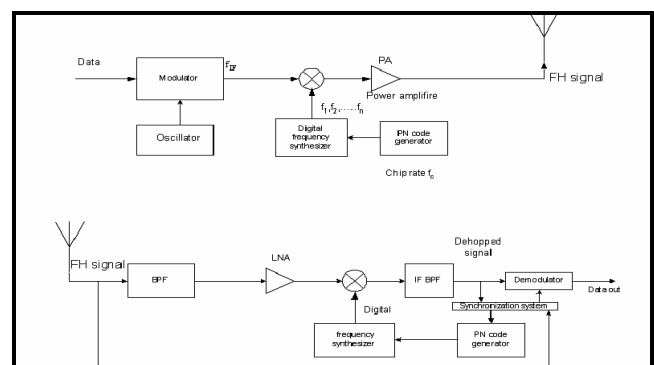 Data
Modulator
f_IF
PA
Power amplifire
FH signal
f1,f2,.....fn
Oscillator
Digital
frequency
synthesizer
PN code
generator
Chip rate fc
FH signal
BPF
LNA
Dehopped
signal
IF BPF
Demodulator
Data out
Synchronization system
Digital
frequency
synthesizer
PN code
generator